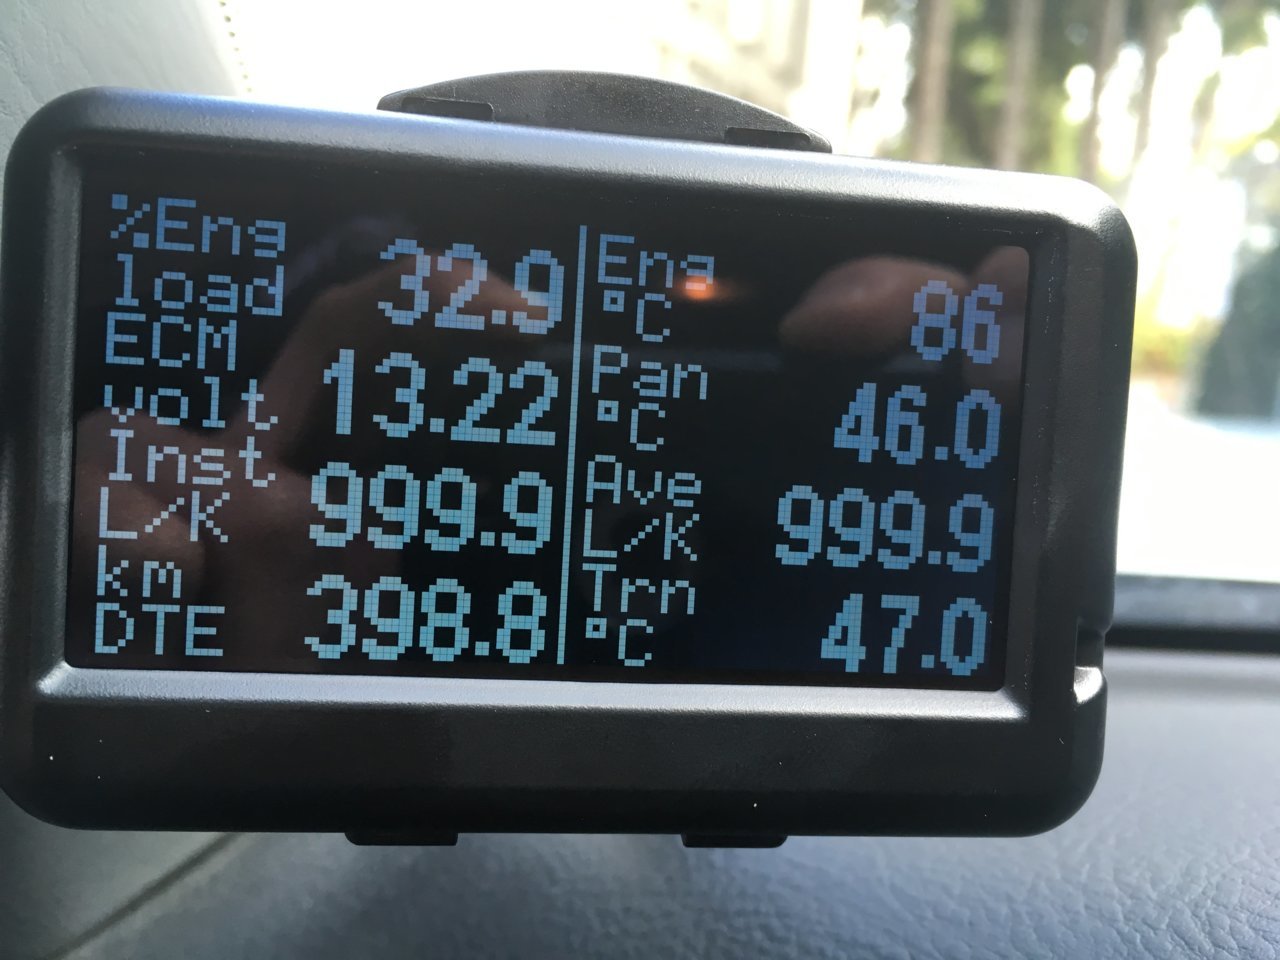 %Eng
load 32.9
ECM
volt 13.22
Inst
L/K 999.9
km
DTE 398.8
Eng
°C 86
Pan
°C 46.0
Ave
L/K 999.9
Trn
°C 47.0